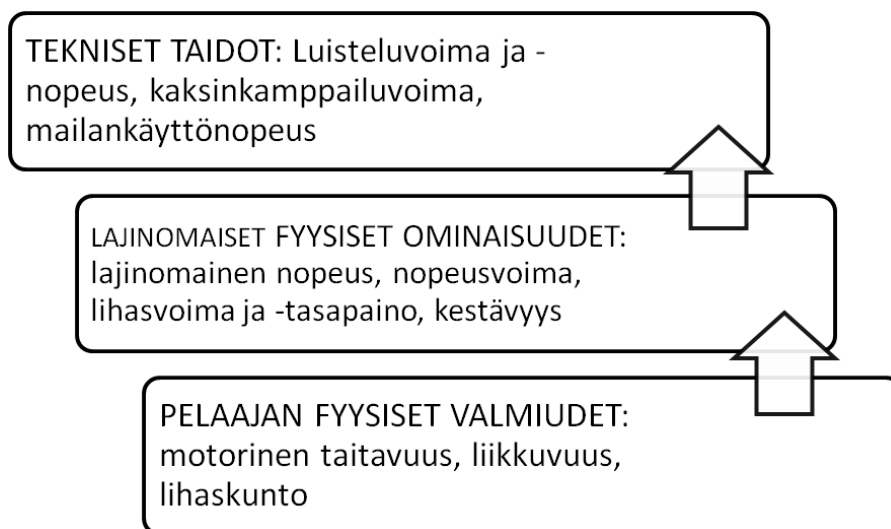 TEKNISET TAIDOT: Luisteluvoima ja -
nopeus, kaksinkamppailuvoima,
mailankäyttönopeus
LAJINOMAISET FYYSISET OMINAISUUDET:
lajinomainen nopeus, nopeusvoima,
lihasvoima ja -tasapaino, kestävyys
PELAAJAN FYYSISET VALMIUDET:
motorinen taitavuus, liikkuvuus,
lihaskunto